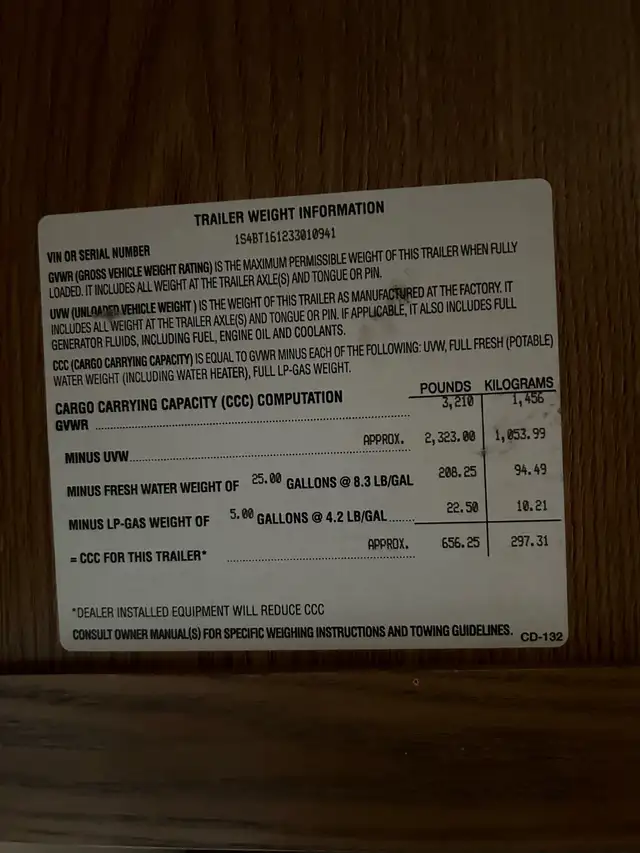 TRAILER WEIGHT INFORMATION
VIN OR SERIAL NUMBER 1S4BT161233010941
GVWR (GROSS VEHICLE WEIGHT RATING) IS THE MAXIMUM PERMISSIBLE WEIGHT OF THIS TRAILER WHEN FULLY
LOADED. IT INCLUDES ALL WEIGHT AT THE TRAILER AXLE(S) AND TONGUE OR PIN.
UVW (UNLOADED VEHICLE WEIGHT ) IS THE WEIGHT OF THIS TRAILER AS MANUFACTURED AT THE FACTORY. IT
INCLUDES ALL WEIGHT AT THE TRAILER AXLE(S) AND TONGUE OR PIN. IF APPLICABLE, IT ALSO INCLUDES FULL
GENERATOR FLUIDS, INCLUDING FUEL, ENGINE OIL AND COOLANTS.
CCC (CARGO CARRYING CAPACITY) IS EQUAL TO GVWR MINUS EACH OF THE FOLLOWING: UVW, FULL FRESH (POTABLE)
WATER WEIGHT (INCLUDING WATER HEATER), FULL LP-GAS WEIGHT.
CARGO CARRYING CAPACITY (CCC) COMPUTATION POUNDS KILOGRAMS
GVWR 3,210 1,456
MINUS UVW APPROX. 2,323.00 1,053.99
MINUS FRESH WATER WEIGHT OF 25.00 GALLONS @ 8.3 LB/GAL 208.25 94.49
MINUS LP-GAS WEIGHT OF 5.00 GALLONS @ 4.2 LB/GAL 22.50 10.21
= CCC FOR THIS TRAILER* APPROX. 656.25 297.31
*DEALER INSTALLED EQUIPMENT WILL REDUCE CCC
CONSULT OWNER MANUAL(S) FOR SPECIFIC WEIGHING INSTRUCTIONS AND TOWING GUIDELINES. CD-132